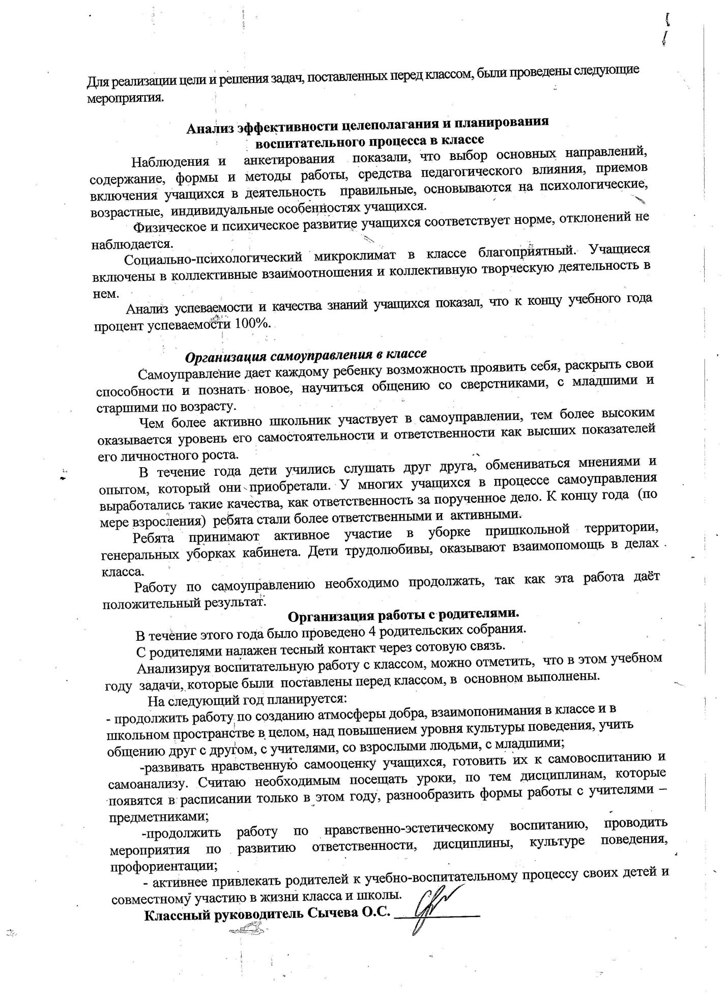 Для реализации цели и решения задач, поставленных перед классом, были проведены следующие
мероприятия.
Анализ эффективности целеполагания и планирования
воспитательного процесса в классе
Наблюдения и анкетирования показали, что выбор основных направлений,
содержание, формы и методы работы, средства педагогического влияния, приемов
включения учащихся в деятельность правильные, основываются на психологические,
возрастные, индивидуальные особенностях учащихся.
Физическое и психическое развитие учащихся соответствует норме, отклонений не
наблюдается.
Социально-психологический микроклимат в классе благоприятный. Учащиеся
включены в коллективные взаимоотношения и коллективную творческую деятельность в
нем.
Анализ успеваемости и качества знаний учащихся показал, что к концу учебного года
процент успеваемости 100%.
Организация самоуправления в классе
Самоуправление дает каждому ребенку возможность проявить себя, раскрыть свои
способности и познать новое, научиться общению со сверстниками, с младшими и
старшими по возрасту.
Чем более активно школьник участвует в самоуправлении, тем более высоким
оказывается уровень его самостоятельности и ответственности как высших показателей
его личностного роста.
В течение года дети учились слушать друг друга, обмениваться мнениями и
опытом, который они приобретали. У многих учащихся в процессе самоуправления
выработались такие качества, как ответственность за порученное дело. К концу года (по
мере взросления) ребята стали более ответственными и активными.
Ребята принимают активное участие в уборке пришкольной территории,
генеральных уборках кабинета. Дети трудолюбивы, оказывают взаимопомощь в делах
класса.
Работу по самоуправлению необходимо продолжать, так как эта работа даёт
положительный результат.
Организация работы с родителями.
В течение этого года было проведено 4 родительских собрания.
С родителями налажен тесный контакт через сотовую связь.
Анализируя воспитательную работу с классом, можно отметить, что в этом учебном
году задачи, которые были поставлены перед классом, в основном выполнены.
На следующий год планируется:
- продолжить работу по созданию атмосферы добра, взаимопонимания в классе и в
школьном пространстве в целом, над повышением уровня культуры поведения, учить
общению друг с другом, с учителями, со взрослыми людьми, с младшими;
-развивать нравственную самооценку учащихся, готовить их к самовоспитанию и
самоанализу. Считаю необходимым посещать уроки, по тем дисциплинам, которые
появятся в расписании только в этом году, разнообразить формы работы с учителями –
предметниками;
-продолжить работу по нравственно-эстетическому воспитанию, проводить
мероприятия по развитию ответственности, дисциплины, культуре поведения,
профориентации;
- активнее привлекать родителей к учебно-воспитательному процессу своих детей и
совместному участию в жизни класса и школы.
Классный руководитель Сычева О.С. ____________